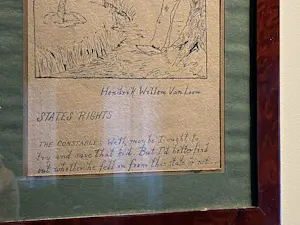 Hendrik Willem Van Loon
STATES RIGHTS
THE CONSTABLE: Well, maybe I ought to
try and save that kid. But I'd better find
out whether he fell in from this state or not...